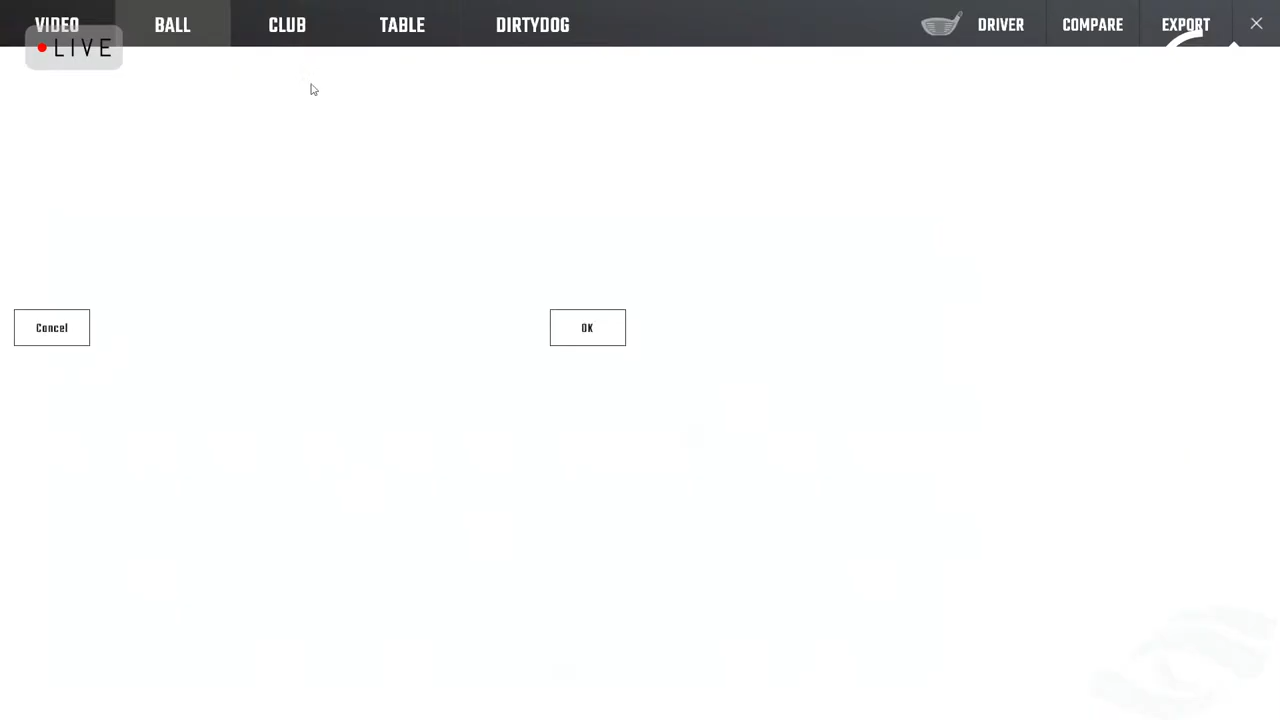 VIDEO
BALL
CLUB
TABLE
DIRTYDOG
DRIVER
COMPARE
EXPORT
LIVE
Cancel
OK